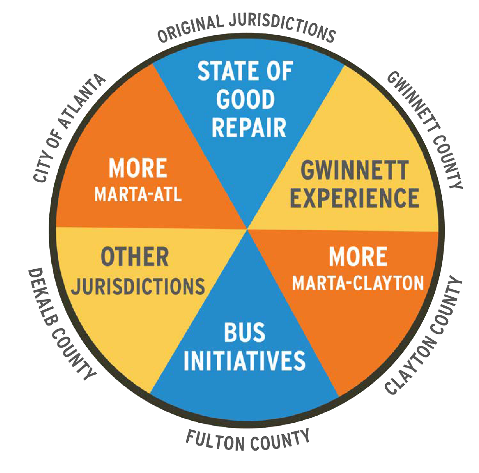 ORIGINAL JURISDICTIONS
STATE OF
GOOD
REPAIR
GWINNETT COUNTY
GWINNETT
EXPERIENCE
MORE
MARTA-CLAYTON
CLAYTON COUNTY
BUS
INITIATIVES
FULTON COUNTY
OTHER
JURISDICTIONS
DEKALB COUNTY
MORE
MARTA-ATL
CITY OF ATLANTA